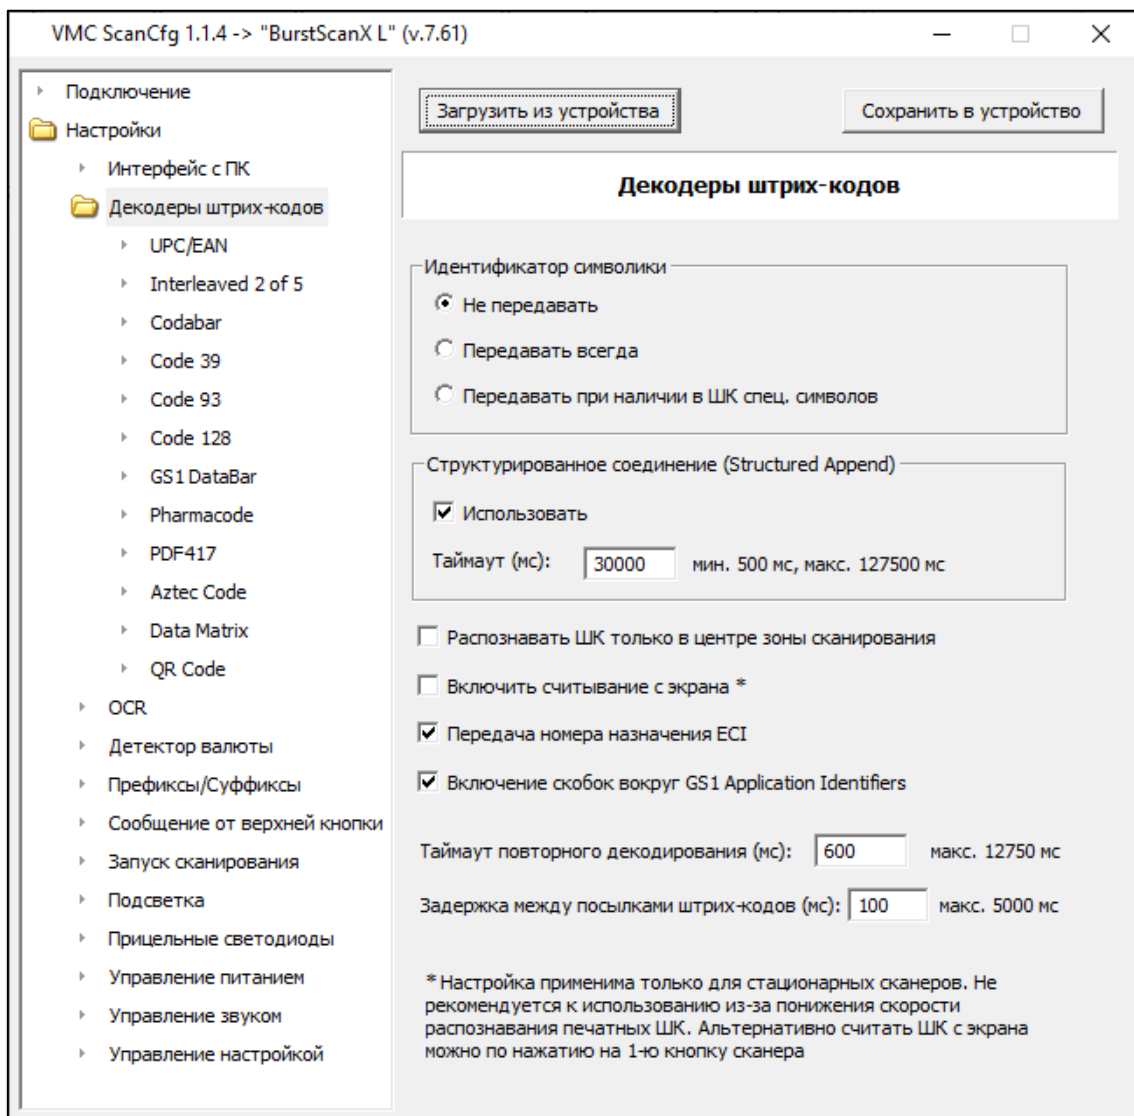 VMC ScanCfg 1.1.4 -> "BurstScanX L" (v.7.61)
Подключение
Настройки
Интерфейс с ПК
Декодеры штрих-кодов
UPC/EAN
Interleaved 2 of 5
Codabar
Code 39
Code 93
Code 128
GS1 DataBar
Pharmacode
PDF417
Aztec Code
Data Matrix
QR Code
OCR
Детектор валюты
Префиксы/Суффиксы
Сообщение от верхней кнопки
Запуск сканирования
Подсветка
Прицельные светодиоды
Управление питанием
Управление звуком
Управление настройкой
Загрузить из устройства
Сохранить в устройство
Декодеры штрих-кодов
Идентификатор символики
Не передавать
Передавать всегда
Передавать при наличии в ШК спец. символов
Структурированное соединение (Structured Append)
Использовать
Таймаут (мс): 30000 мин. 500 мс, макс. 127500 мс
Распознавать ШК только в центре зоны сканирования
Включить считывание с экрана *
Передача номера назначения ECI
Включение скобок вокруг GS1 Application Identifiers
Таймаут повторного декодирования (мс): 600 макс. 12750 мс
Задержка между посылками штрих-кодов (мс): 100 макс. 5000 мс
* Настройка применима только для стационарных сканеров. Не
рекомендуется к использованию из-за понижения скорости
распознавания печатных ШК. Альтернативно считать ШК с экрана
можно по нажатию на 1-ю кнопку сканера